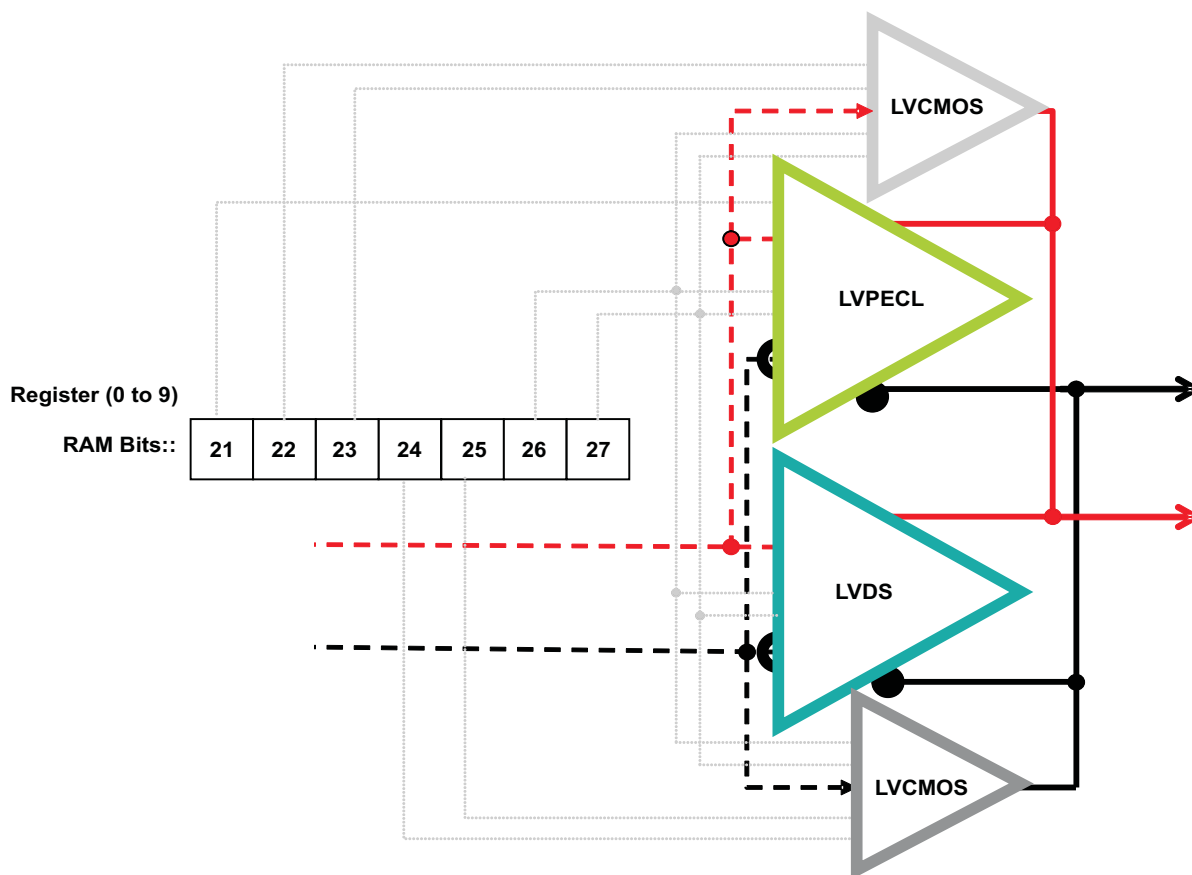 LVCMOS
LVPECL
Register (0 to 9)
RAM Bits::
21 22 23 24 25 26 27
LVDS
LVCMOS